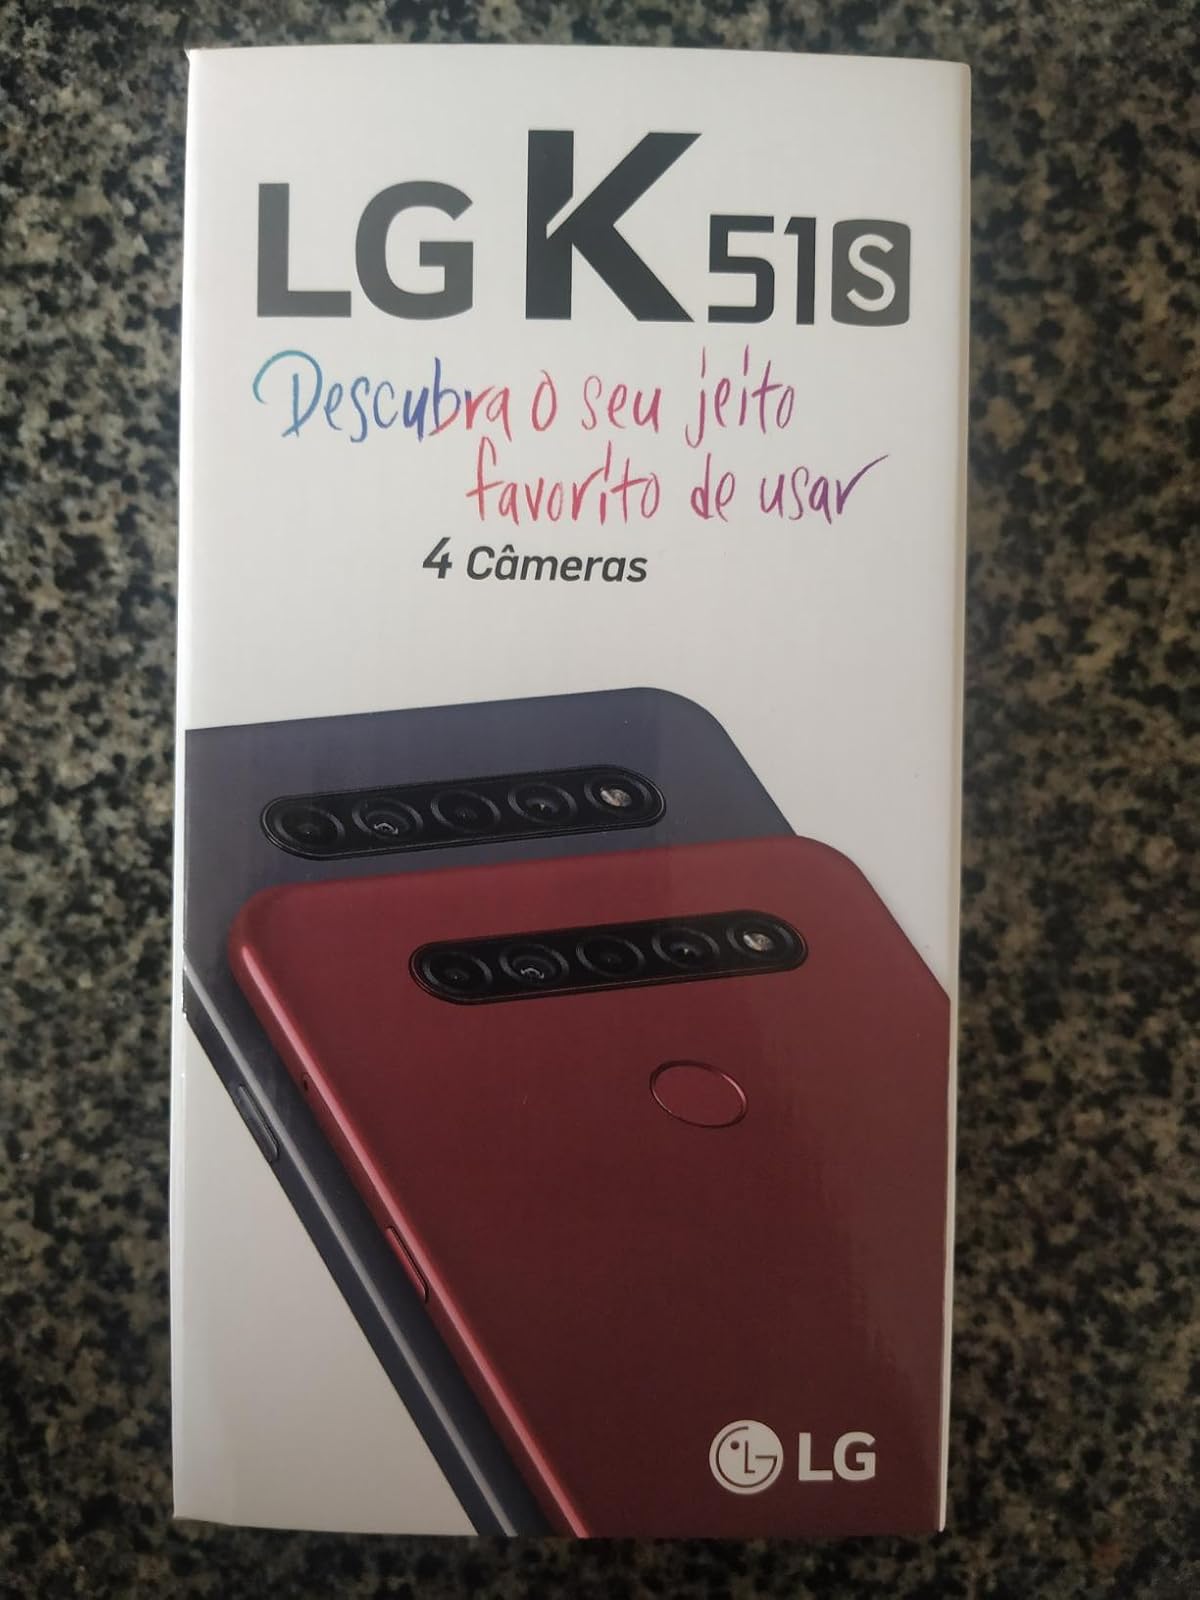 LG K51S
Descubra o seu jeito
favorito de usar
4 Câmeras
LG